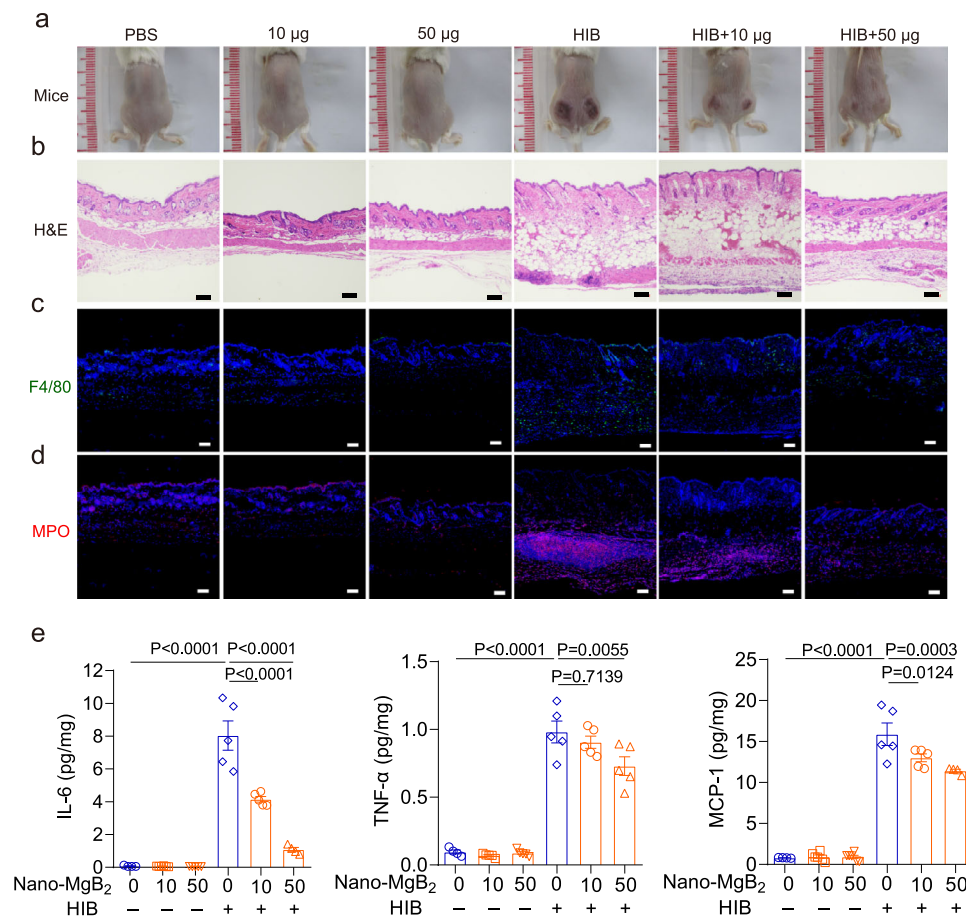 a
PBS 10 µg 50 µg HIB HIB+10 µg HIB+50 µg
Mice
b
H&E
c
F4/80
d
MPO
e
P<0.0001 P<0.0001
P<0.0001
IL-6 (pg/mg)
12
10
8
6
4
2
0
Nano-MgB2 0 10 50 0 10 50
HIB – – – + + +
P<0.0001 P=0.0055
P=0.7139
TNF-α (pg/mg)
1.5
1.0
0.5
0.0
Nano-MgB2 0 10 50 0 10 50
HIB – – – + + +
P<0.0001 P=0.0003
P=0.0124
MCP-1 (pg/mg)
25
20
15
10
5
0
Nano-MgB2 0 10 50 0 10 50
HIB – – – + + +